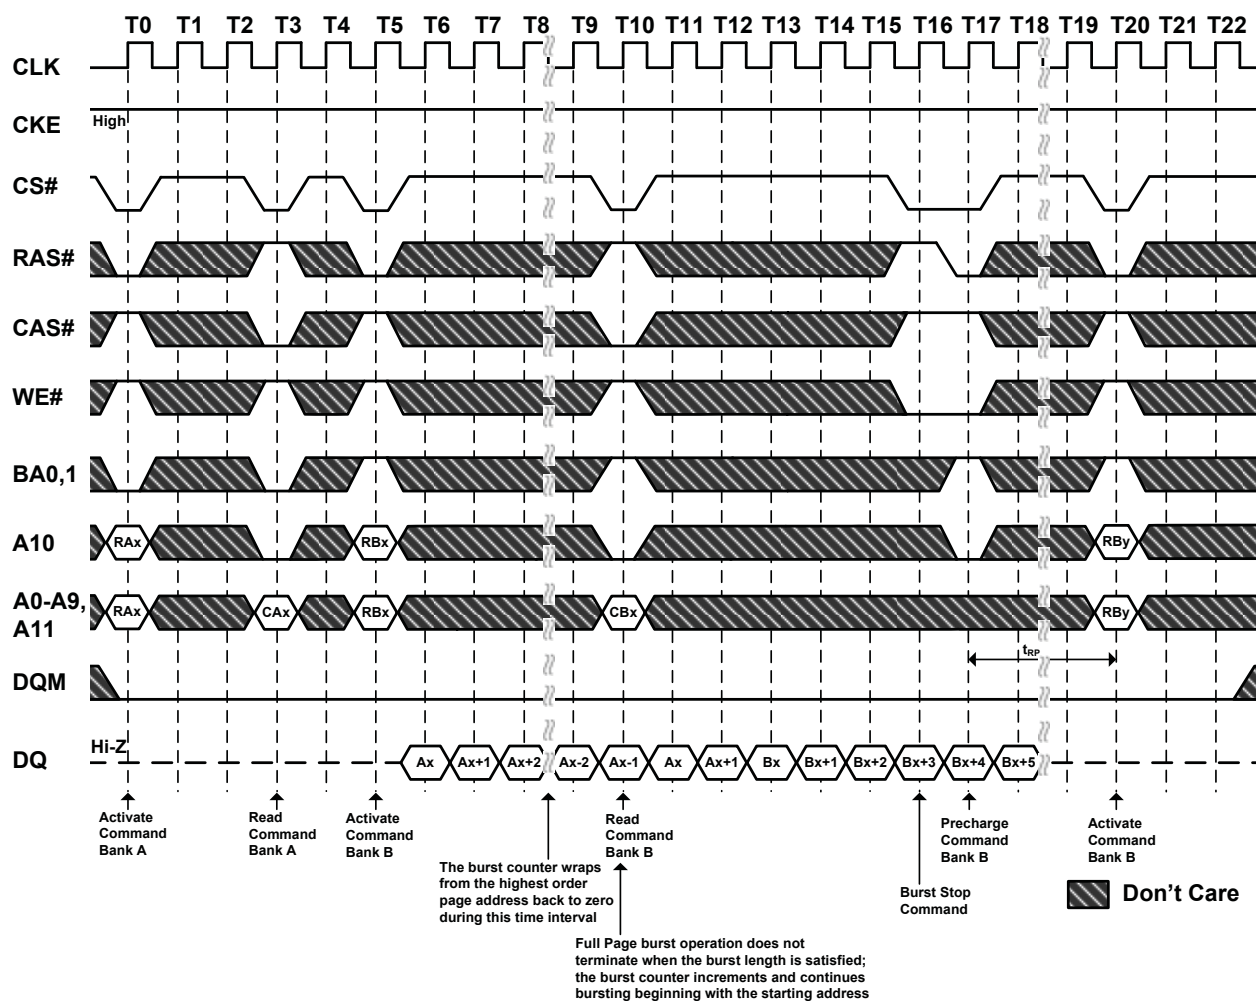 T0 T1 T2 T3 T4 T5 T6 T7 T8 T9 T10 T11 T12 T13 T14 T15 T16 T17 T18 T19 T20 T21 T22
CLK
CKE High
CS#
RAS#
CAS#
WE#
BA0,1
A10 RAx RBx RBy
A0-A9,
A11
RAx CAx RBx CBx RBy
tRP
DQM
DQ Hi-Z Ax Ax+1 Ax+2 Ax-2 Ax-1 Ax Ax+1 Bx Bx+1 Bx+2 Bx+3 Bx+4 Bx+5
Activate
Command
Bank A
Read
Command
Bank A
Activate
Command
Bank B
The burst counter wraps
from the highest order
page address back to zero
during this time interval
Read
Command
Bank B
Full Page burst operation does not
terminate when the burst length is satisfied;
the burst counter increments and continues
bursting beginning with the starting address
Burst Stop
Command
Precharge
Command
Bank B
Activate
Command
Bank B
Don't Care